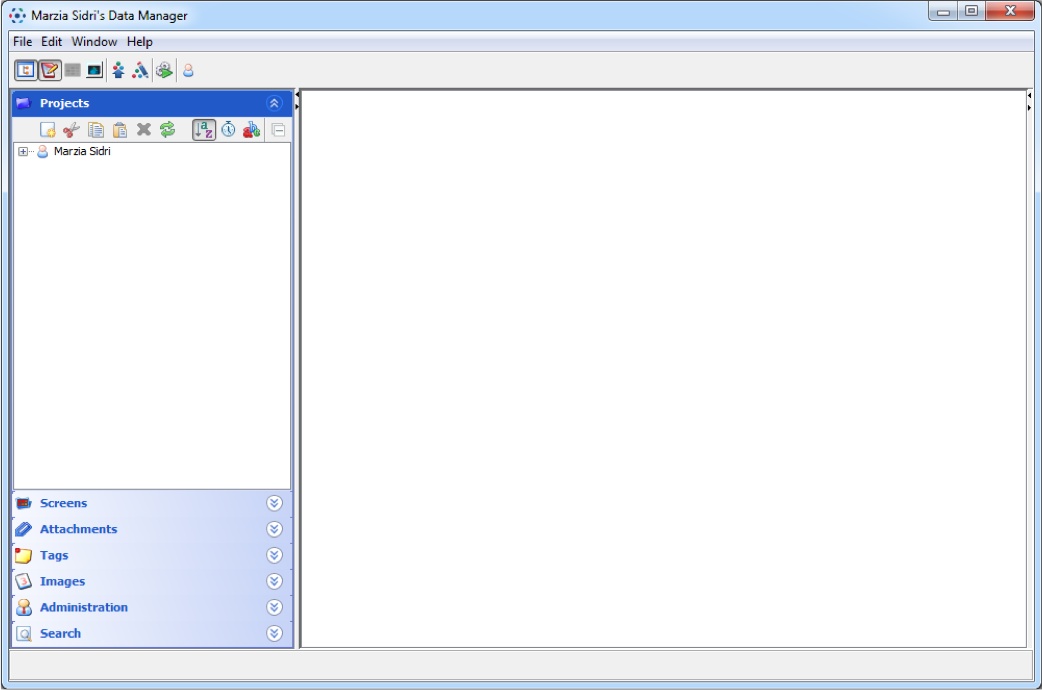 Marzia Sidri's Data Manager
File Edit Window Help
Projects
Marzia Sidri
Screens
Attachments
Tags
Images
Administration
Search